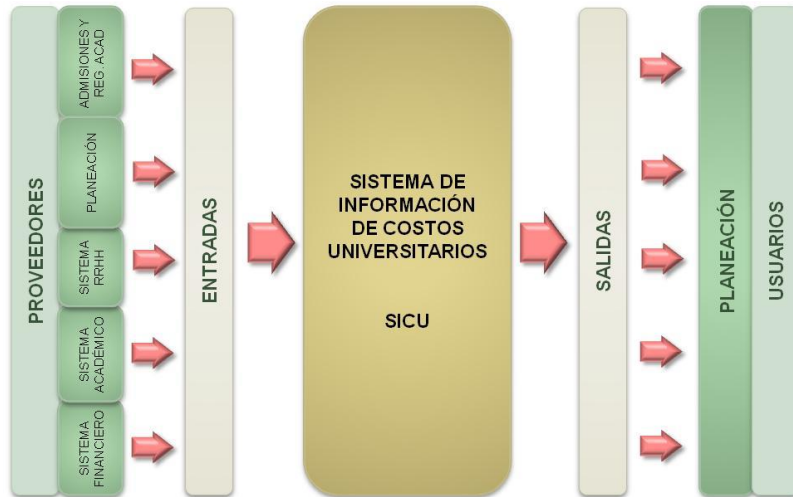 PROVEEDORES
ADMISIONES Y
REG. ACAD
PLANEACIÓN
SISTEMA
RRHH
SISTEMA
ACADÉMICO
SISTEMA
FINANCIERO
ENTRADAS
SISTEMA DE
INFORMACIÓN
DE COSTOS
UNIVERSITARIOS
SICU
SALIDAS
PLANEACIÓN
USUARIOS